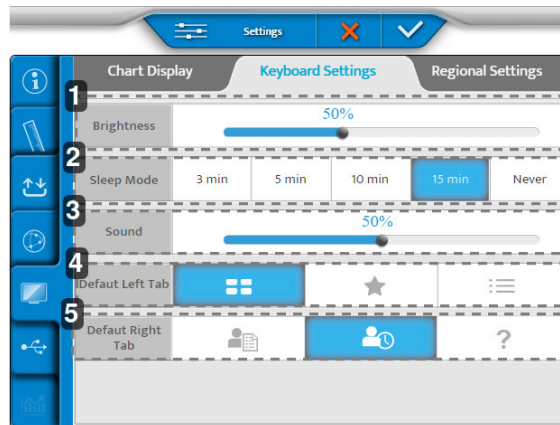 Settings
Chart Display Keyboard Settings Regional Settings
1
50%
Brightness
2
Sleep Mode 3 min 5 min 10 min 15 min Never
3
50%
Sound
4
Defaut Left Tab
5
Defaut Right
Tab
?